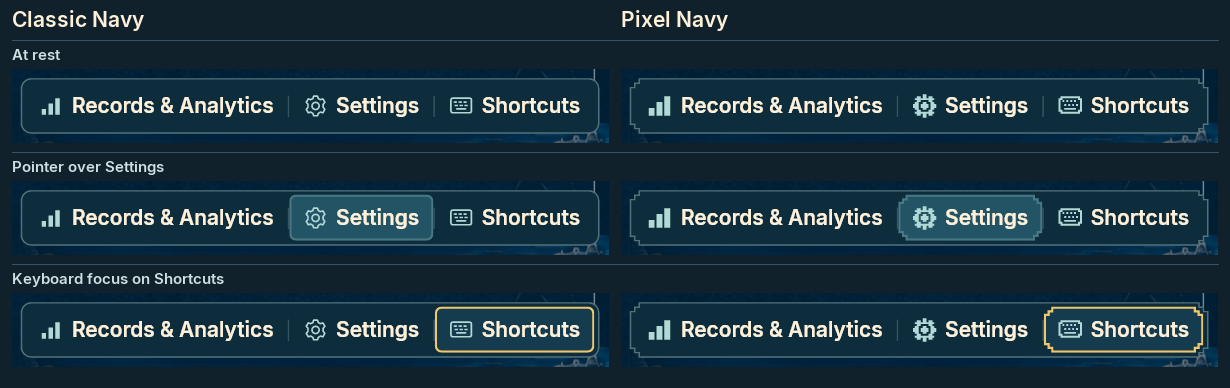 Classic Navy Pixel Navy
At rest
Records & Analytics Settings Shortcuts Records & Analytics Settings Shortcuts
Pointer over Settings
Records & Analytics Settings Shortcuts Records & Analytics Settings Shortcuts
Keyboard focus on Shortcuts
Records & Analytics Settings Shortcuts Records & Analytics Settings Shortcuts